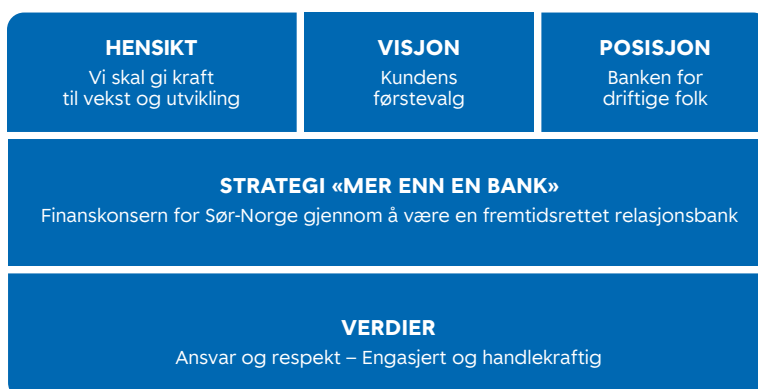 HENSIKT
Vi skal gi kraft
til vekst og utvikling
VISJON
Kundens
førstevalg
POSISJON
Banken for
driftige folk
STRATEGI «MER ENN EN BANK»
Finanskonsern for Sør-Norge gjennom å være en fremtidsrettet relasjonsbank
VERDIER
Ansvar og respekt – Engasjert og handlekraftig